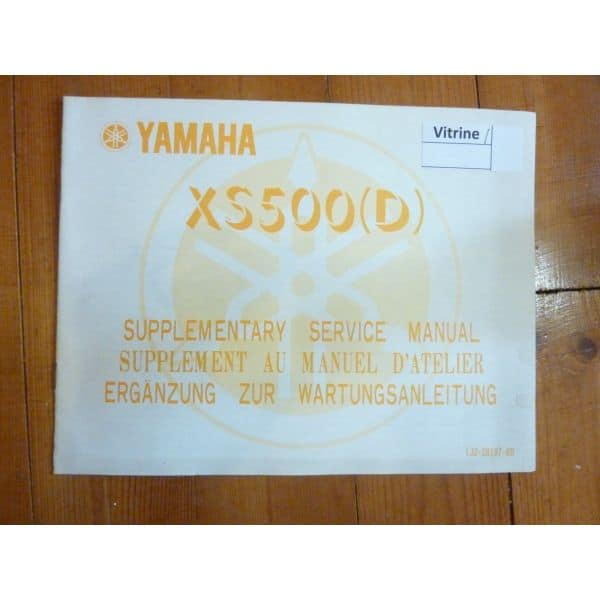 YAMAHA
Vitrine /
XS500(D)
SUPPLEMENTARY SERVICE MANUAL
SUPPLEMENT AU MANUEL D'ATELIER
ERGÄNZUNG ZUR WARTUNGSANLEITUNG